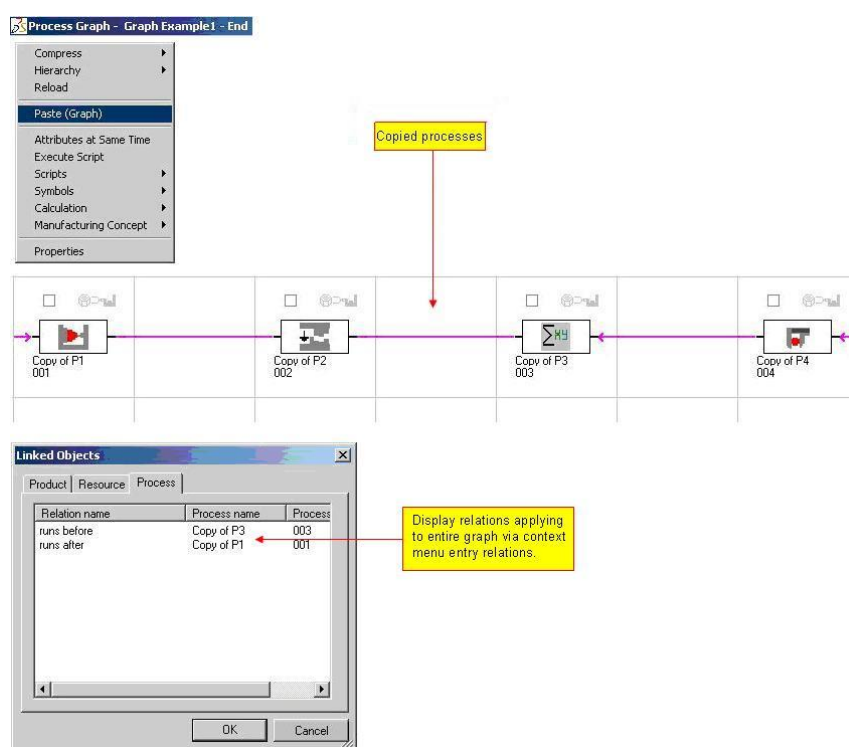 Process Graph - Graph Example1 - End
Compress
Hierarchy
Reload
Paste (Graph)
Attributes at Same Time
Execute Script
Scripts
Symbols
Calculation
Manufacturing Concept
Properties
Copied processes
Σ
Copy of P1
001
Copy of P2
002
Copy of P3
003
Copy of P4
004
Linked Objects
Product Resource Process
Relation name Process name Process
runs before Copy of P3 003
runs after Copy of P1 001
Display relations applying
to entire graph via context
menu entry relations.
OK Cancel